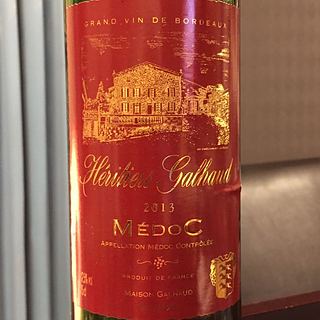 GRAND VIN DE BORDEAUX
Héritiers Galhaud
2013
MÉDOC
APPELLATION MÉDOC CONTRÔLÉE
PRODUIT DE FRANCE
MAISON GALHAUD